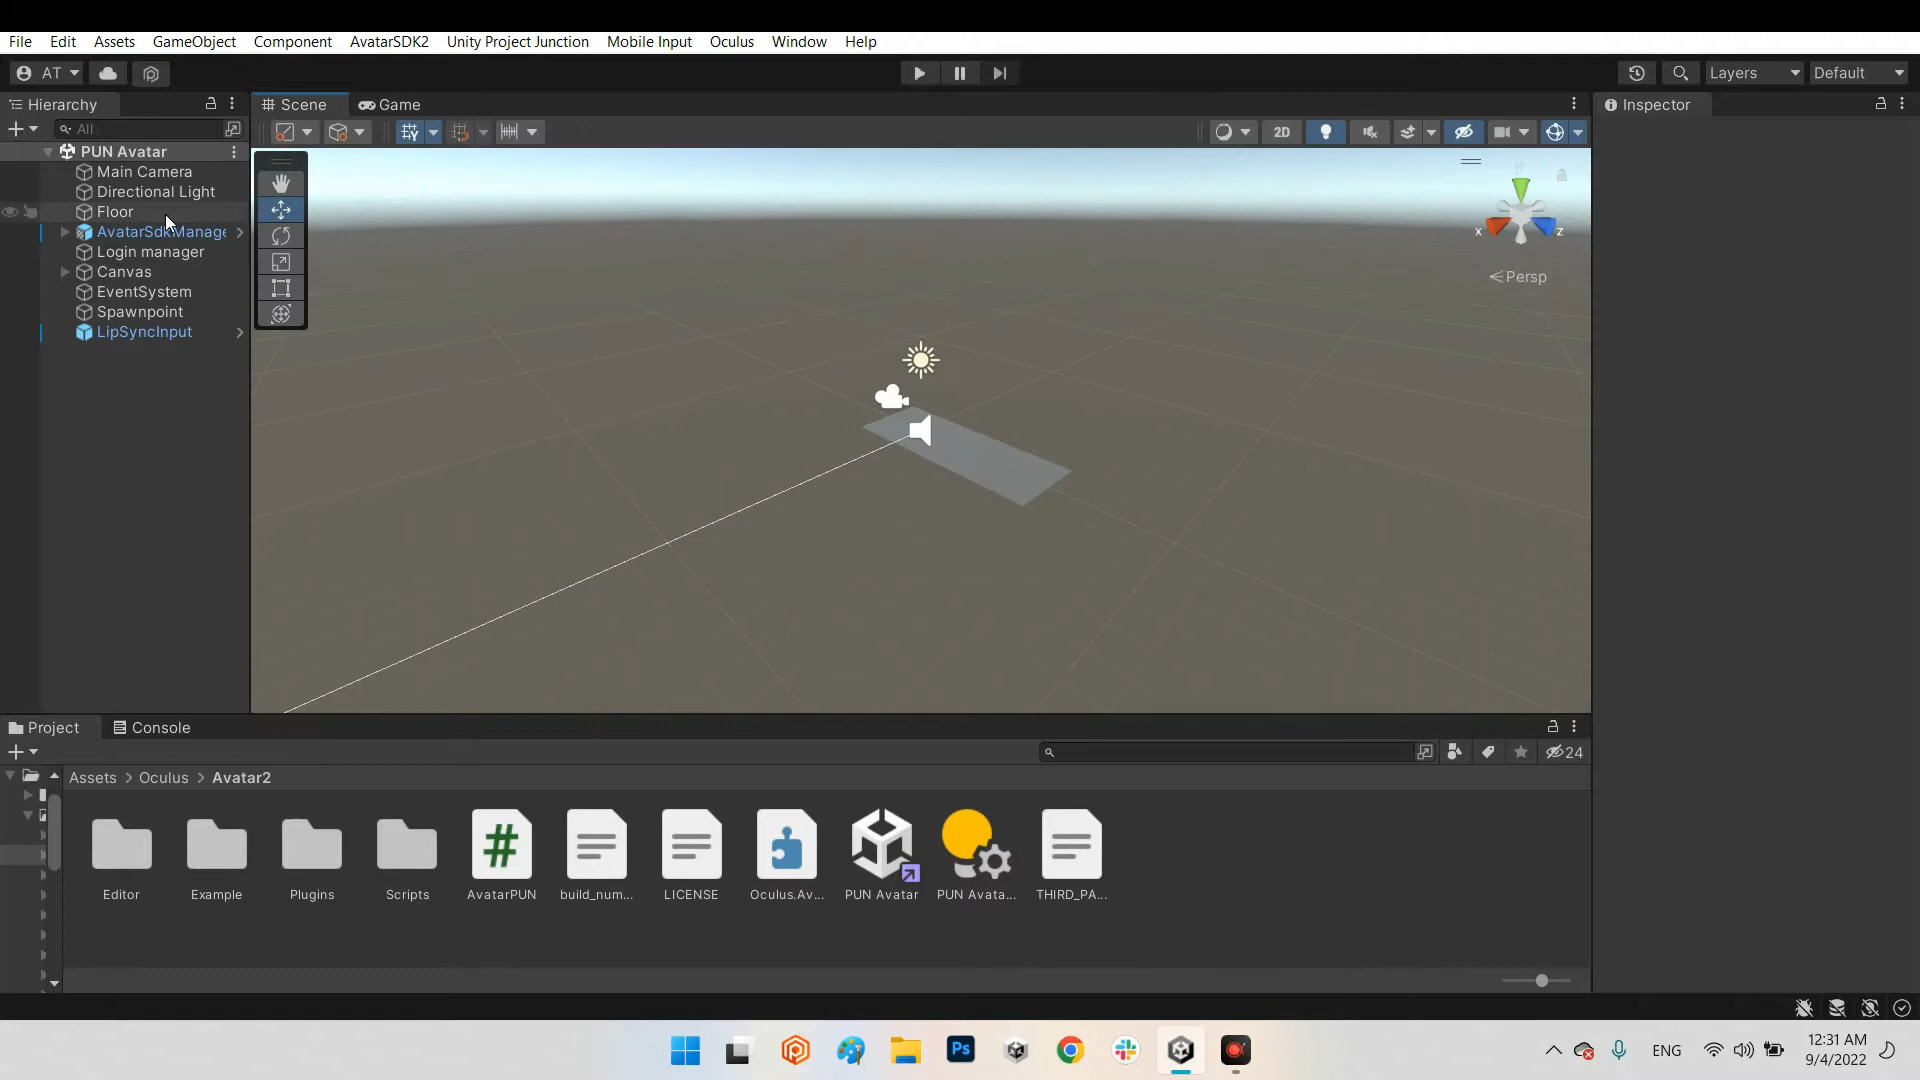 File Edit Assets GameObject Component AvatarSDK2 Unity Project Junction Mobile Input Oculus Window Help
AT Layers Default
Hierarchy Scene Game Inspector
All 2D
PUN Avatar
Main Camera
Directional Light
Floor
AvatarSdkManage
Login manager
Canvas
EventSystem
Spawnpoint
LipSyncInput
y
x z
Persp
Project Console
24
Assets > Oculus > Avatar2
Editor Example Plugins Scripts AvatarPUN build_num... LICENSE Oculus.Av... PUN Avatar PUN Avata... THIRD_PA...
Ps ENG 12:31 AM
9/4/2022